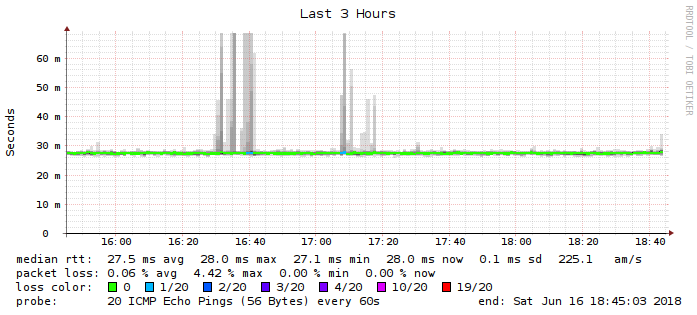 Last 3 Hours
RRDTOOL / TOBI OETIKER
Seconds
60 m
50 m
40 m
30 m
20 m
10 m
0
16:00 16:20 16:40 17:00 17:20 17:40 18:00 18:20 18:40
median rtt: 27.5 ms avg 28.0 ms max 27.1 ms min 28.0 ms now 0.1 ms sd 225.1 am/s
packet loss: 0.06 % avg 4.42 % max 0.00 % min 0.00 % now
loss color: 0 1/20 2/20 3/20 4/20 10/20 19/20
probe: 20 ICMP Echo Pings (56 Bytes) every 60s end: Sat Jun 16 18:45:03 2018